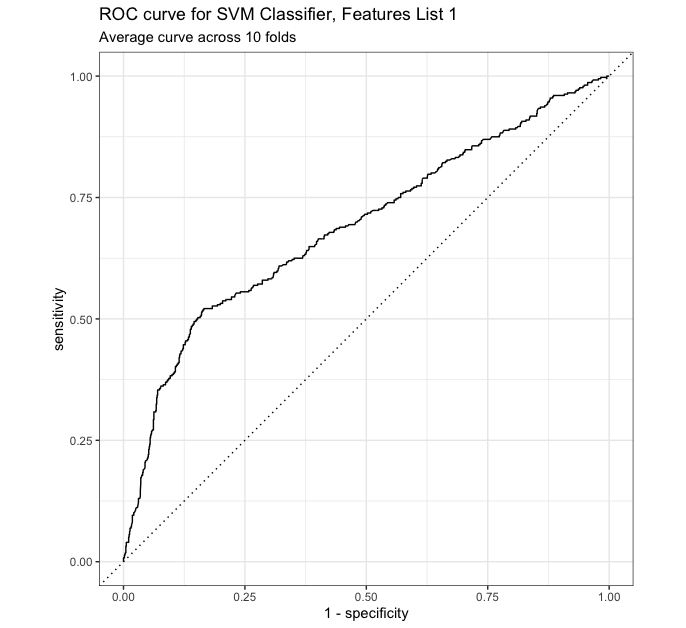 ROC curve for SVM Classifier, Features List 1
Average curve across 10 folds
1.00
0.75
0.50
0.25
0.00
sensitivity
0.00 0.25 0.50 0.75 1.00
1 - specificity